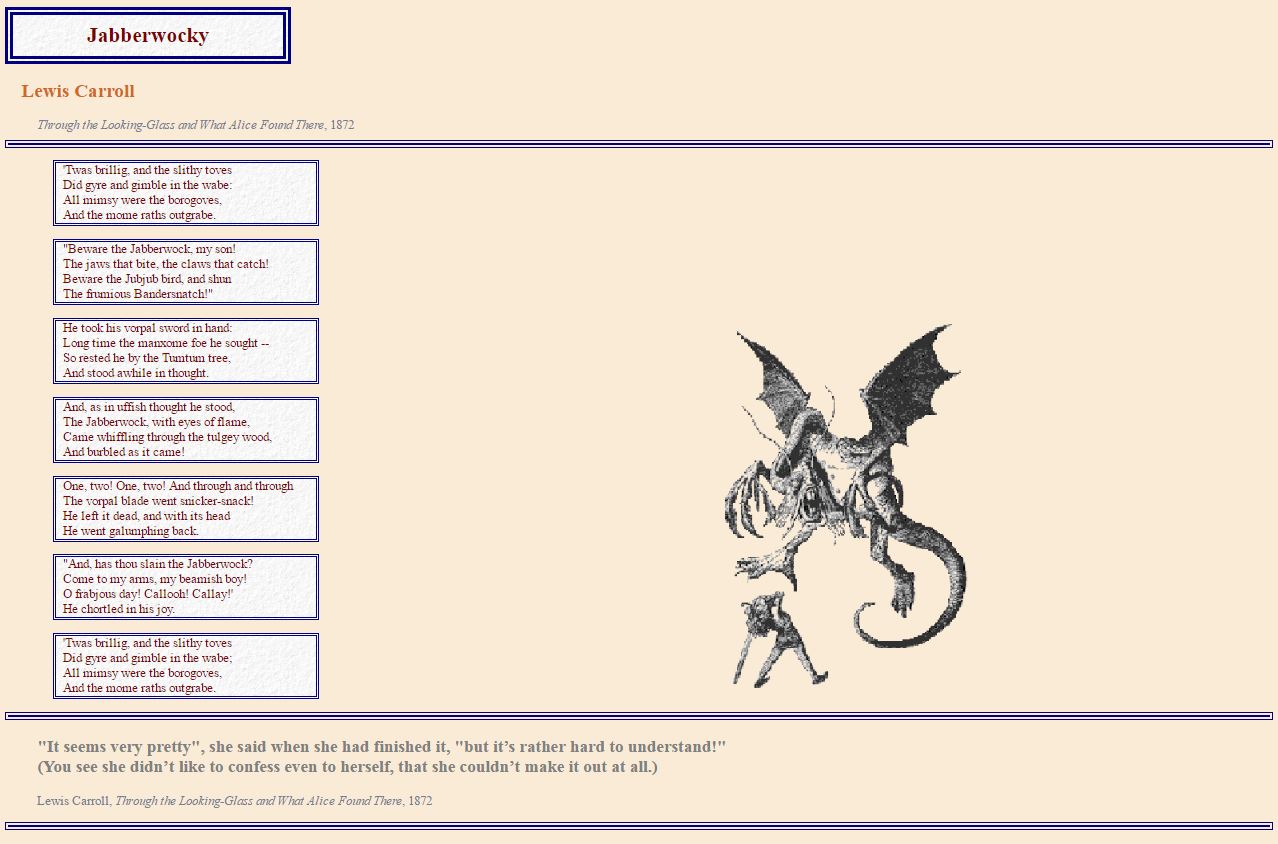 Jabberwocky
Lewis Carroll
Through the Looking-Glass and What Alice Found There, 1872
'Twas brillig, and the slithy toves
Did gyre and gimble in the wabe:
All mimsy were the borogoves,
And the mome raths outgrabe.
"Beware the Jabberwock, my son!
The jaws that bite, the claws that catch!
Beware the Jubjub bird, and shun
The frumious Bandersnatch!"
He took his vorpal sword in hand:
Long time the manxome foe he sought --
So rested he by the Tumtum tree,
And stood awhile in thought.
And, as in uffish thought he stood,
The Jabberwock, with eyes of flame,
Came whiffling through the tulgey wood,
And burbled as it came!
One, two! One, two! And through and through
The vorpal blade went snicker-snack!
He left it dead, and with its head
He went galumphing back.
"And, has thou slain the Jabberwock?
Come to my arms, my beamish boy!
O frabjous day! Callooh! Callay!'
He chortled in his joy.
'Twas brillig, and the slithy toves
Did gyre and gimble in the wabe;
All mimsy were the borogoves,
And the mome raths outgrabe.
"It seems very pretty", she said when she had finished it, "but it’s rather hard to understand!"
(You see she didn’t like to confess even to herself, that she couldn’t make it out at all.)
Lewis Carroll, Through the Looking-Glass and What Alice Found There, 1872